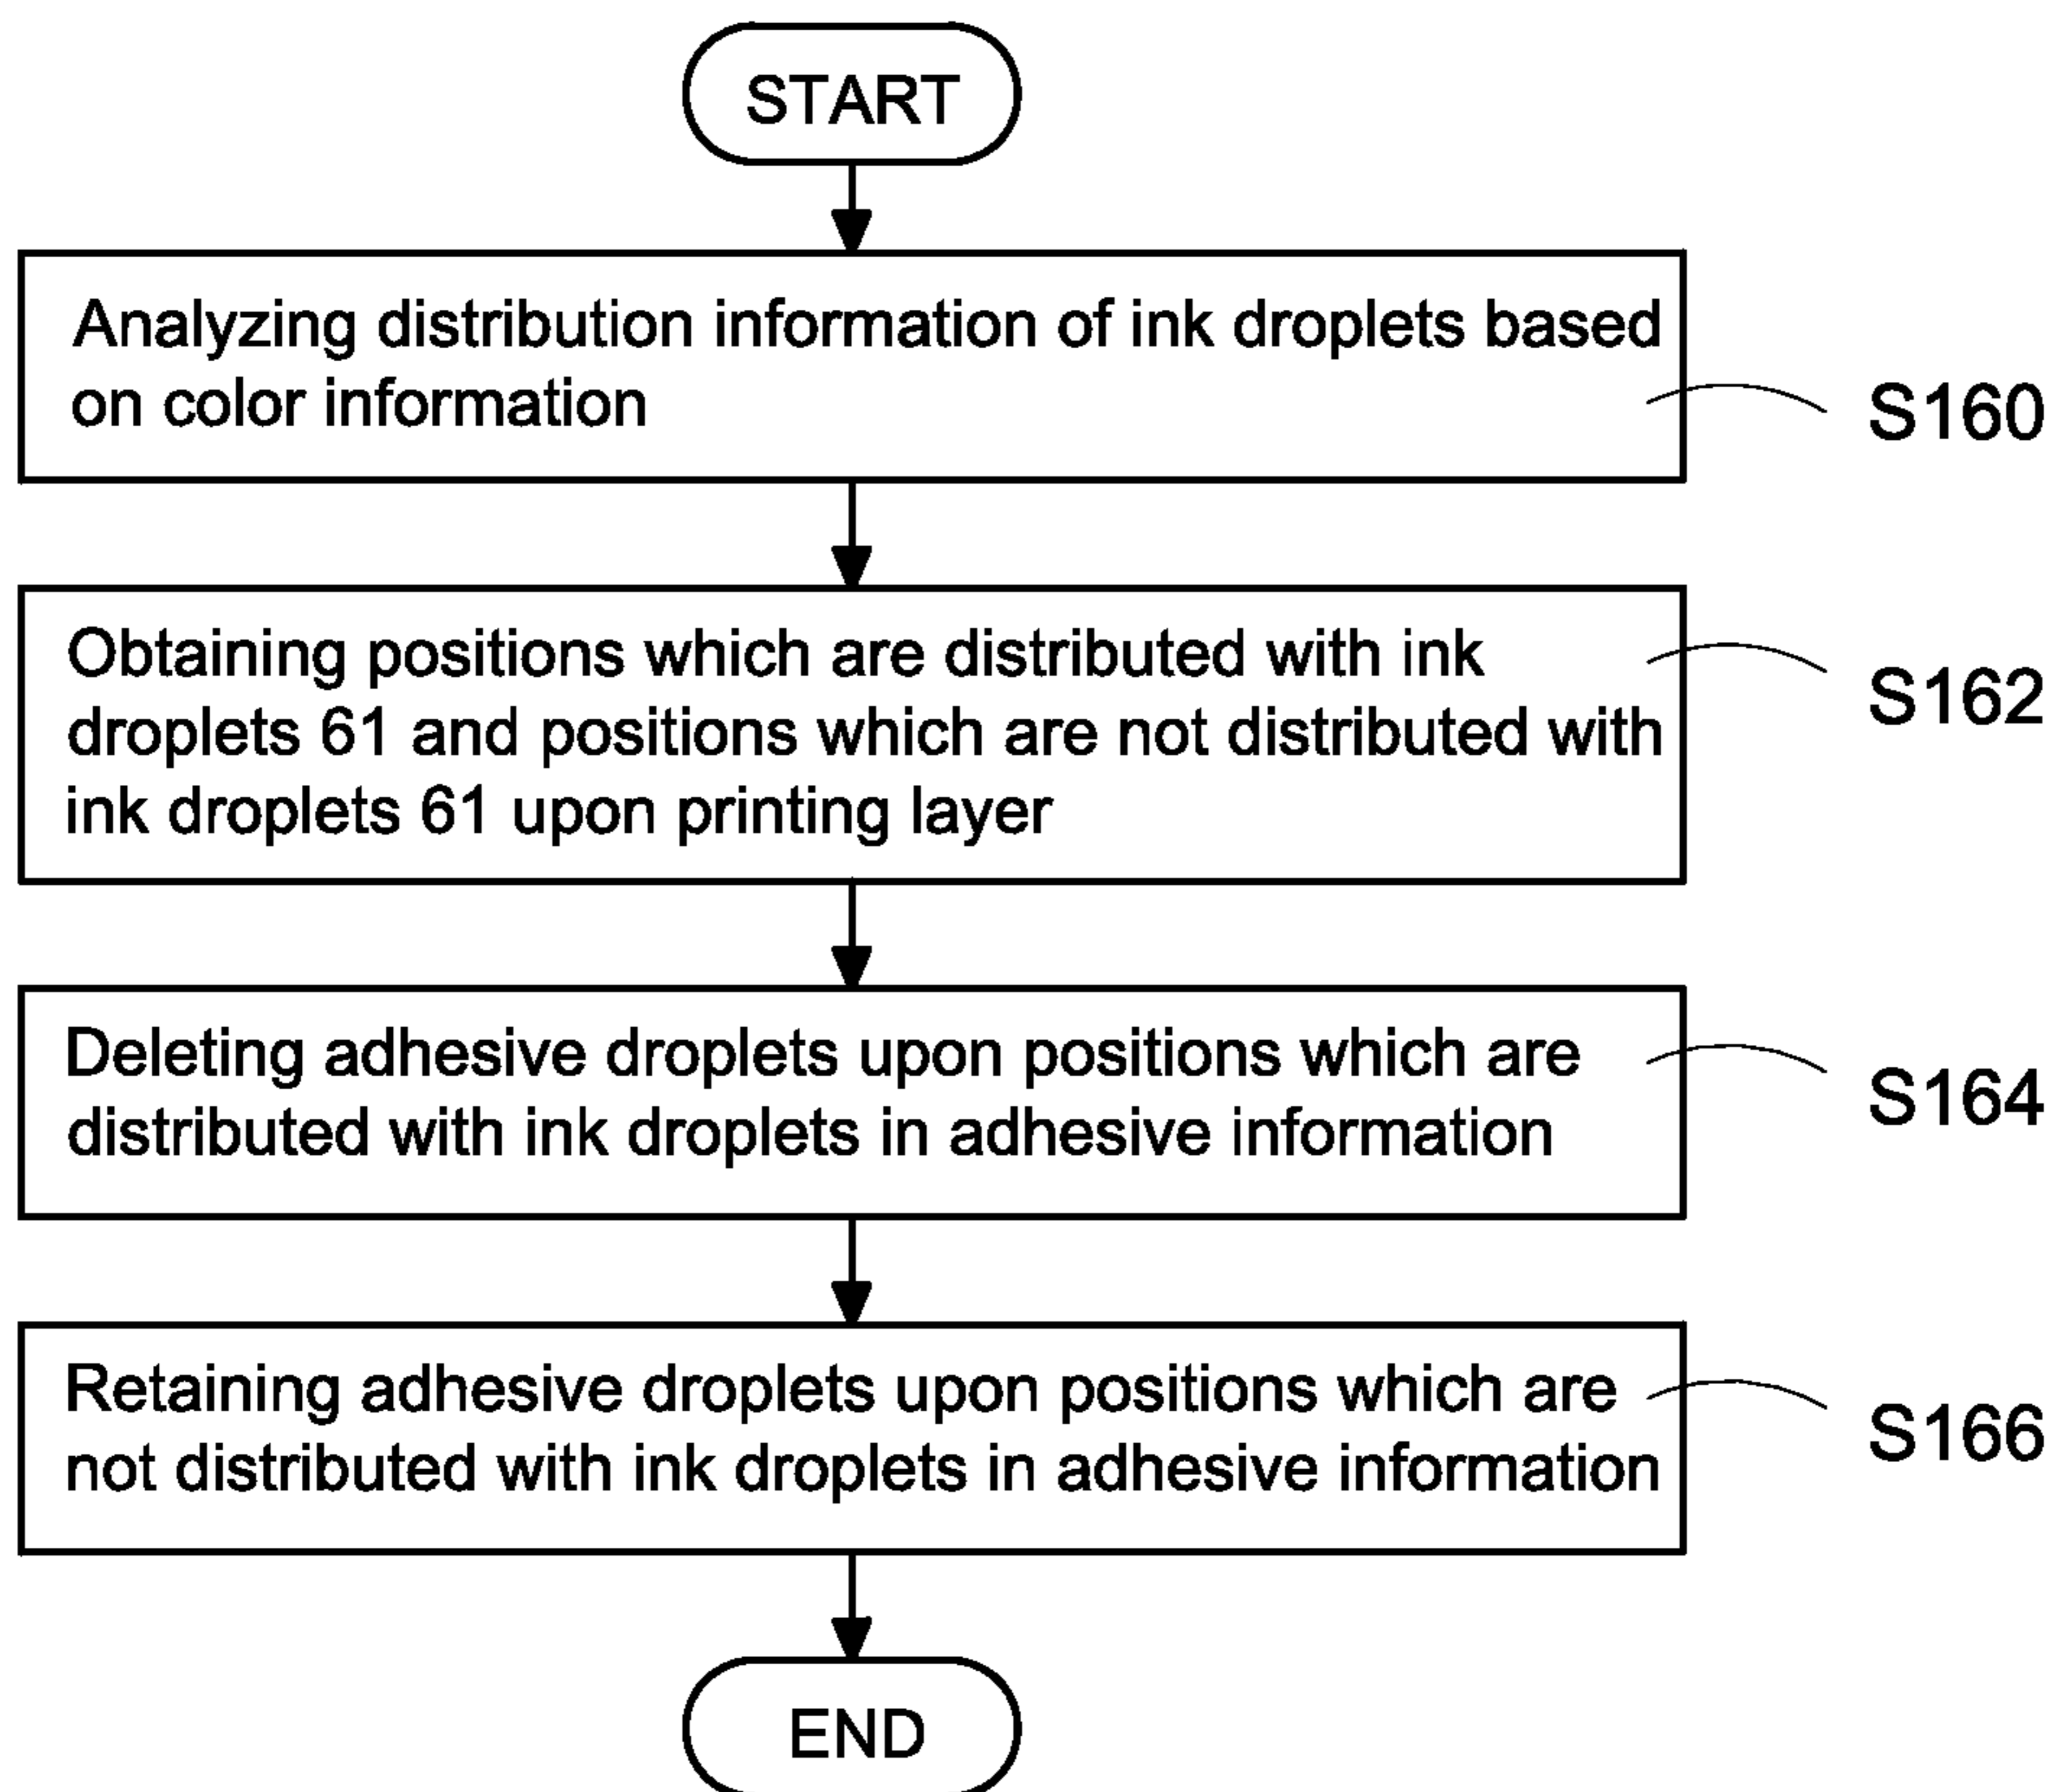 START
Analyzing distribution information of ink droplets based
on color information
S160
Obtaining positions which are distributed with ink
droplets 61 and positions which are not distributed with
ink droplets 61 upon printing layer
S162
Deleting adhesive droplets upon positions which are
distributed with ink droplets in adhesive information
S164
Retaining adhesive droplets upon positions which are
not distributed with ink droplets in adhesive information
S166
END